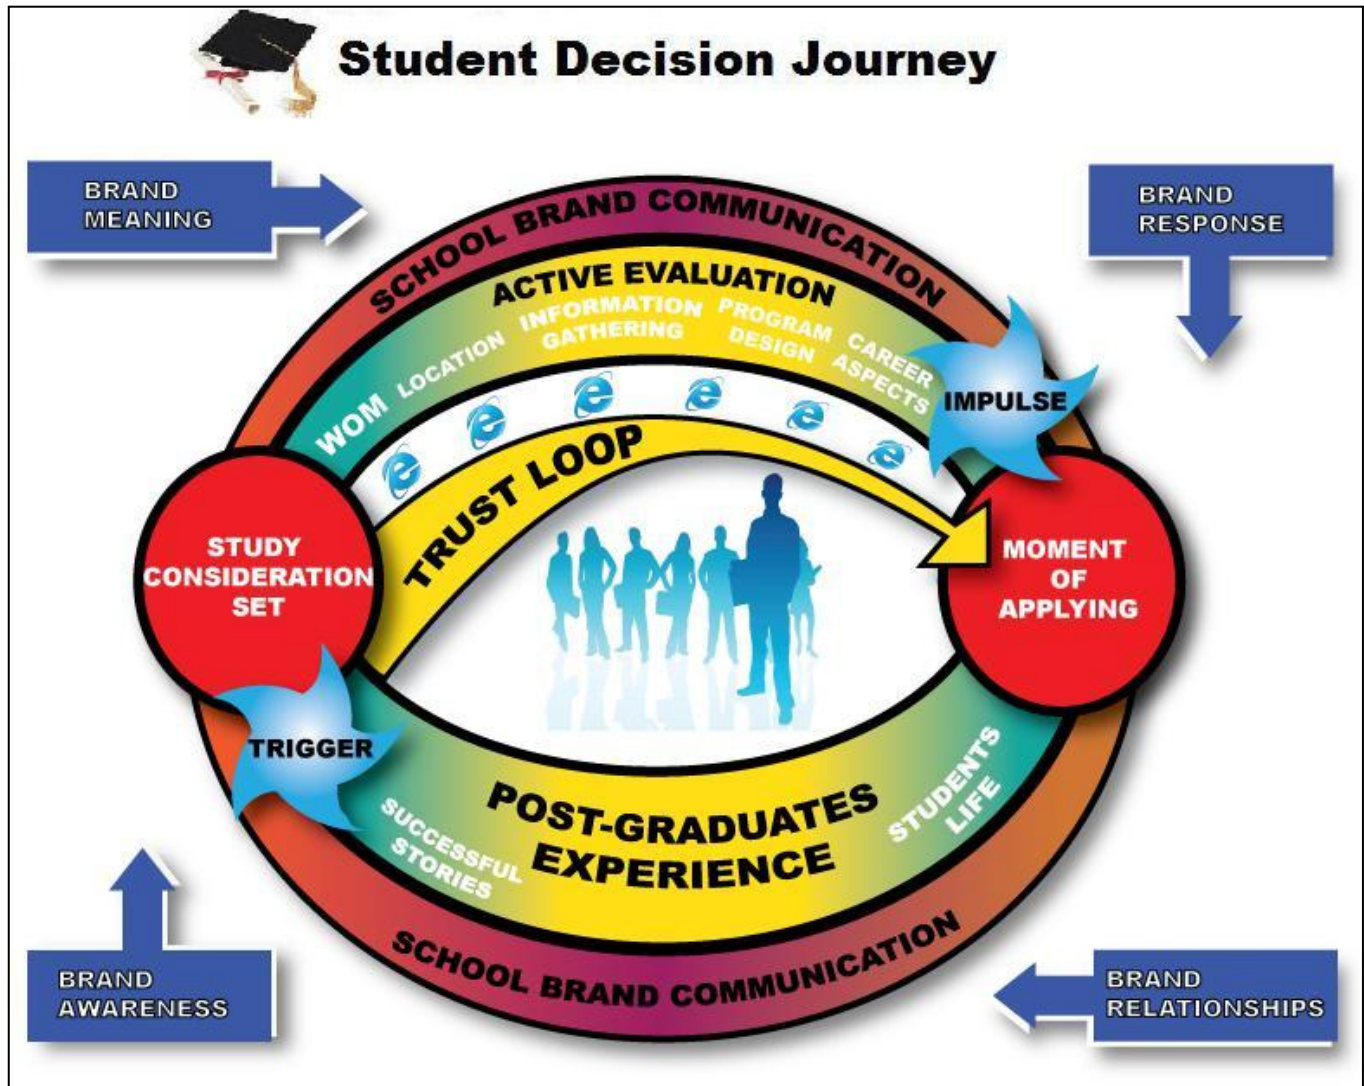 Student Decision Journey
BRAND
MEANING
BRAND
RESPONSE
SCHOOL BRAND COMMUNICATION
ACTIVE EVALUATION
WOM
LOCATION
INFORMATION
GATHERING
PROGRAM
DESIGN
CAREER
ASPECTS
IMPULSE
TRUST LOOP
STUDY
CONSIDERATION
SET
MOMENT
OF
APPLYING
TRIGGER
SUCCESSFUL
STORIES
POST-GRADUATES
EXPERIENCE
STUDENTS
LIFE
SCHOOL BRAND COMMUNICATION
BRAND
AWARENESS
BRAND
RELATIONSHIPS